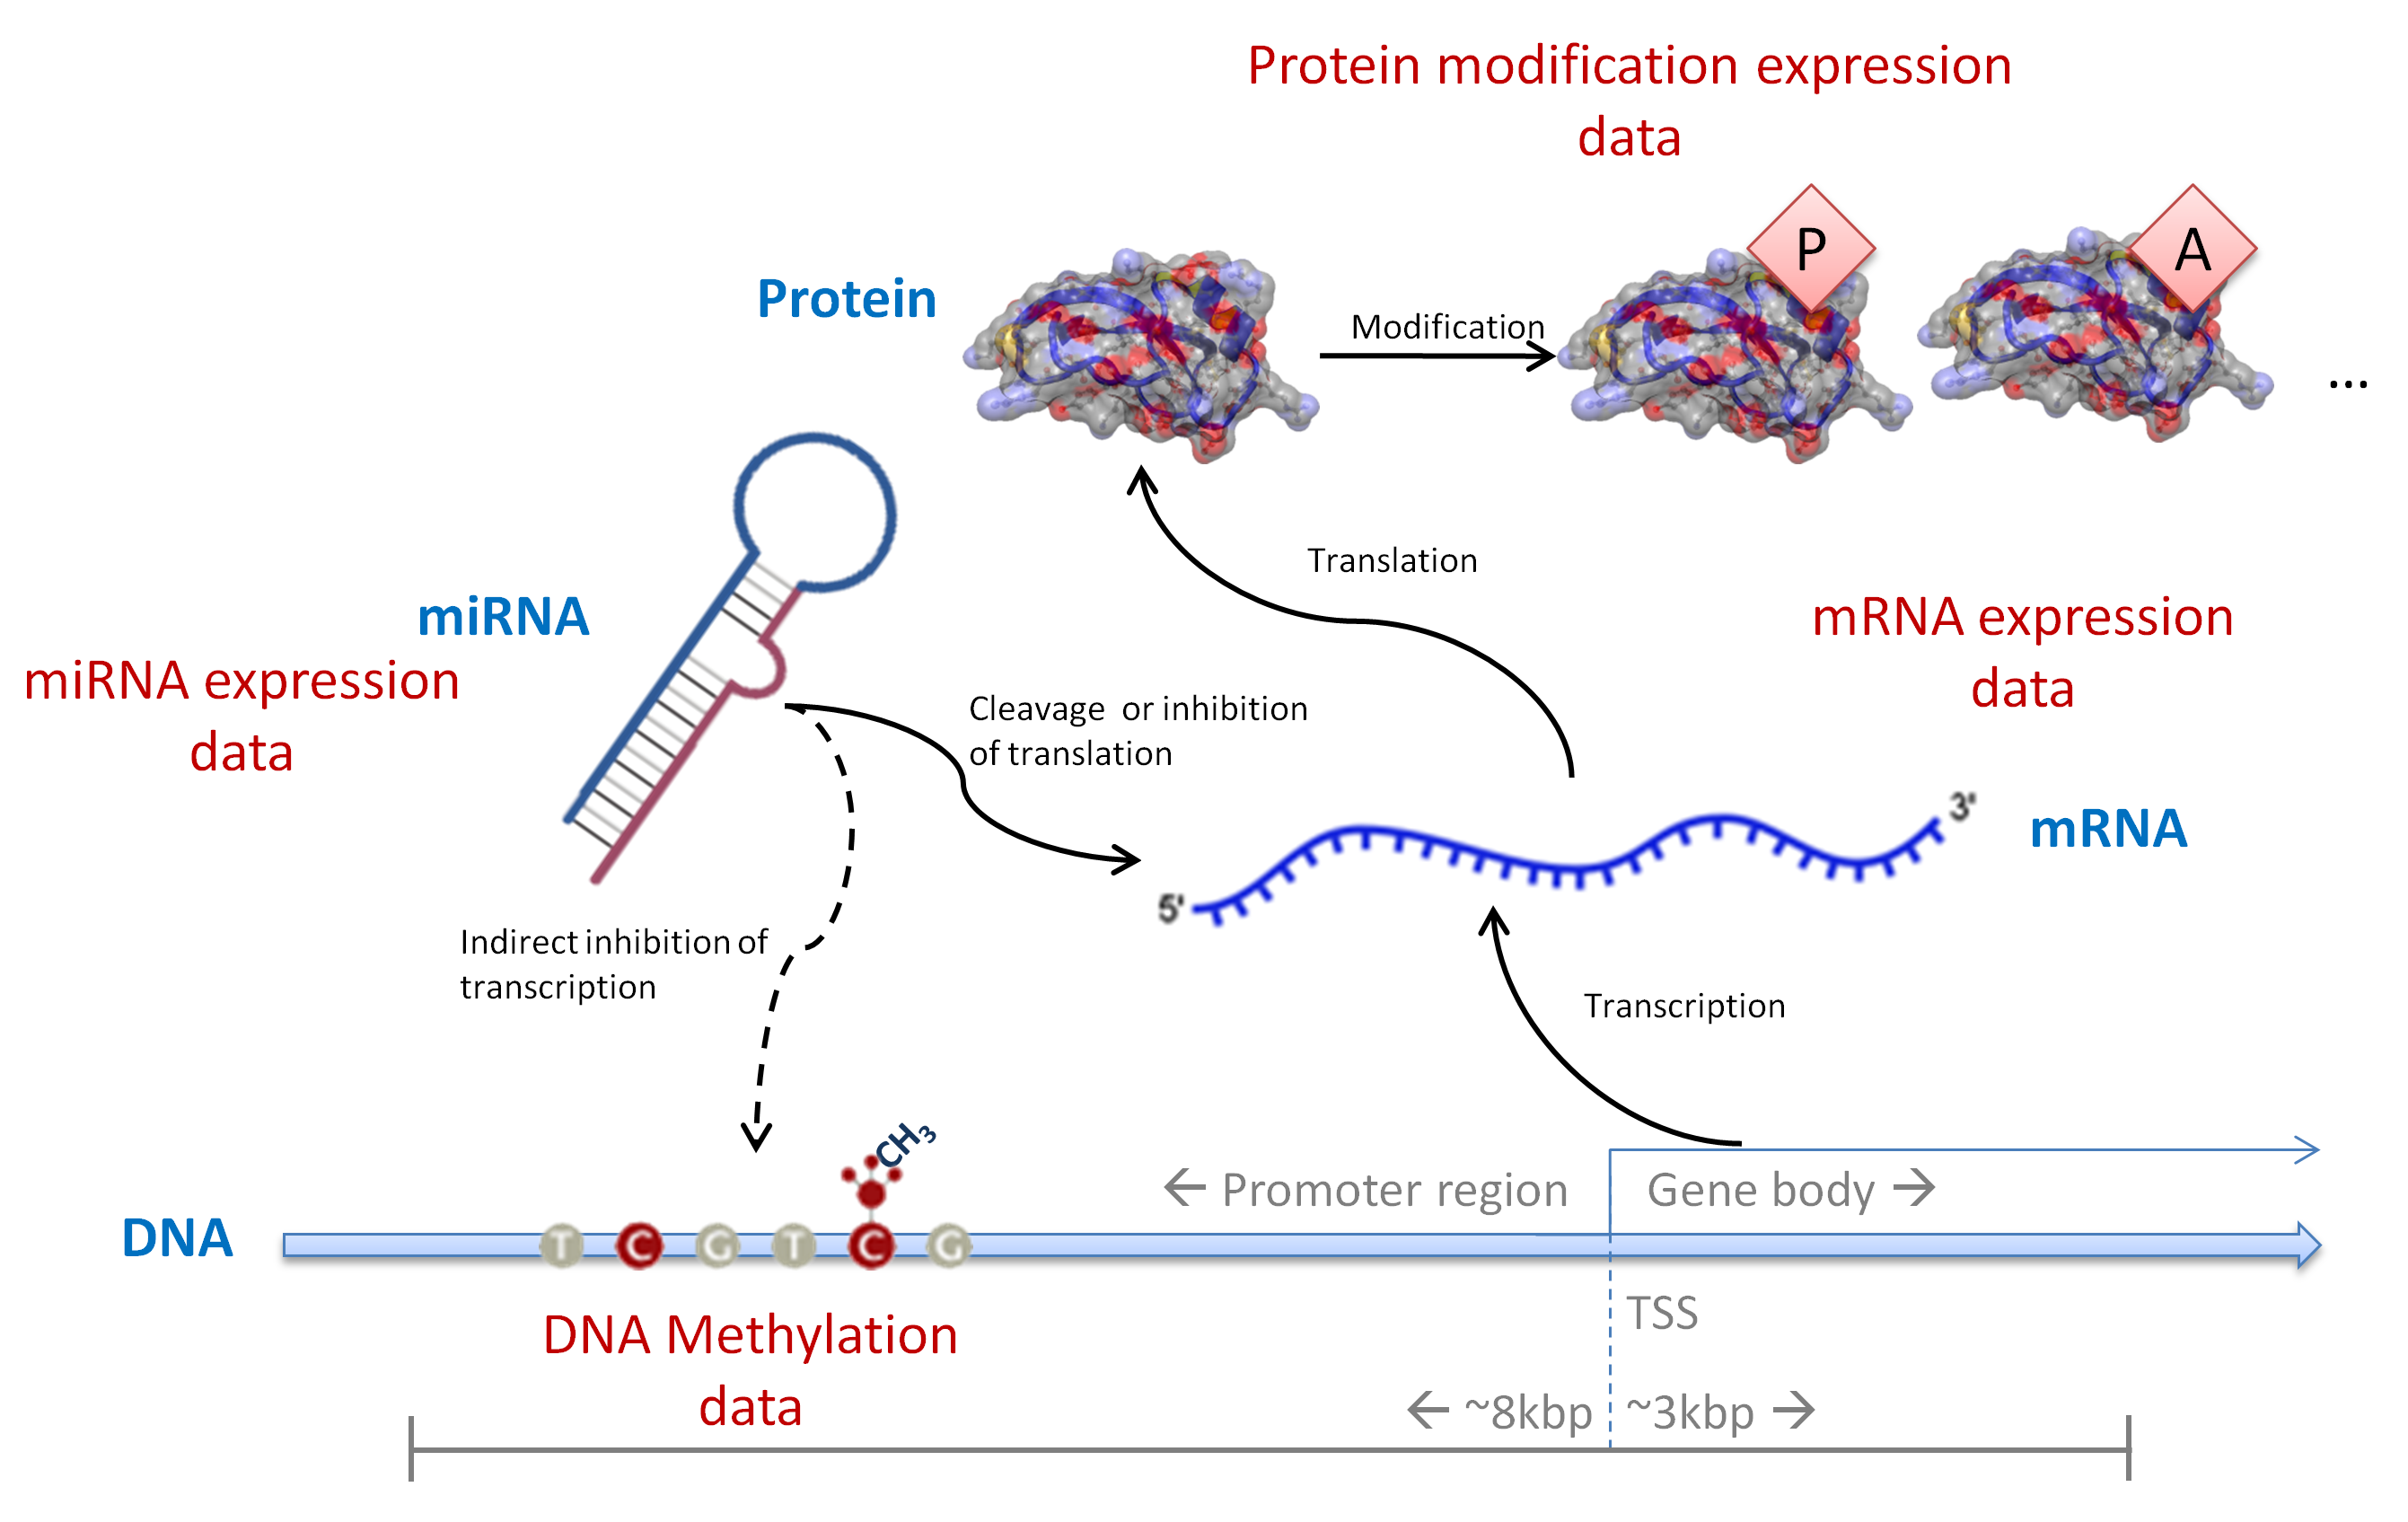 Protein modification expression
data
P
A
Protein
Modification
...
Translation
miRNA
miRNA expression
data
mRNA expression
data
Cleavage or inhibition
of translation
3'
mRNA
5'
Indirect inhibition of
transcription
Transcription
CH3
← Promoter region
Gene body →
DNA
T C G T C G
TSS
DNA Methylation
data
← ~8kbp
~3kbp →